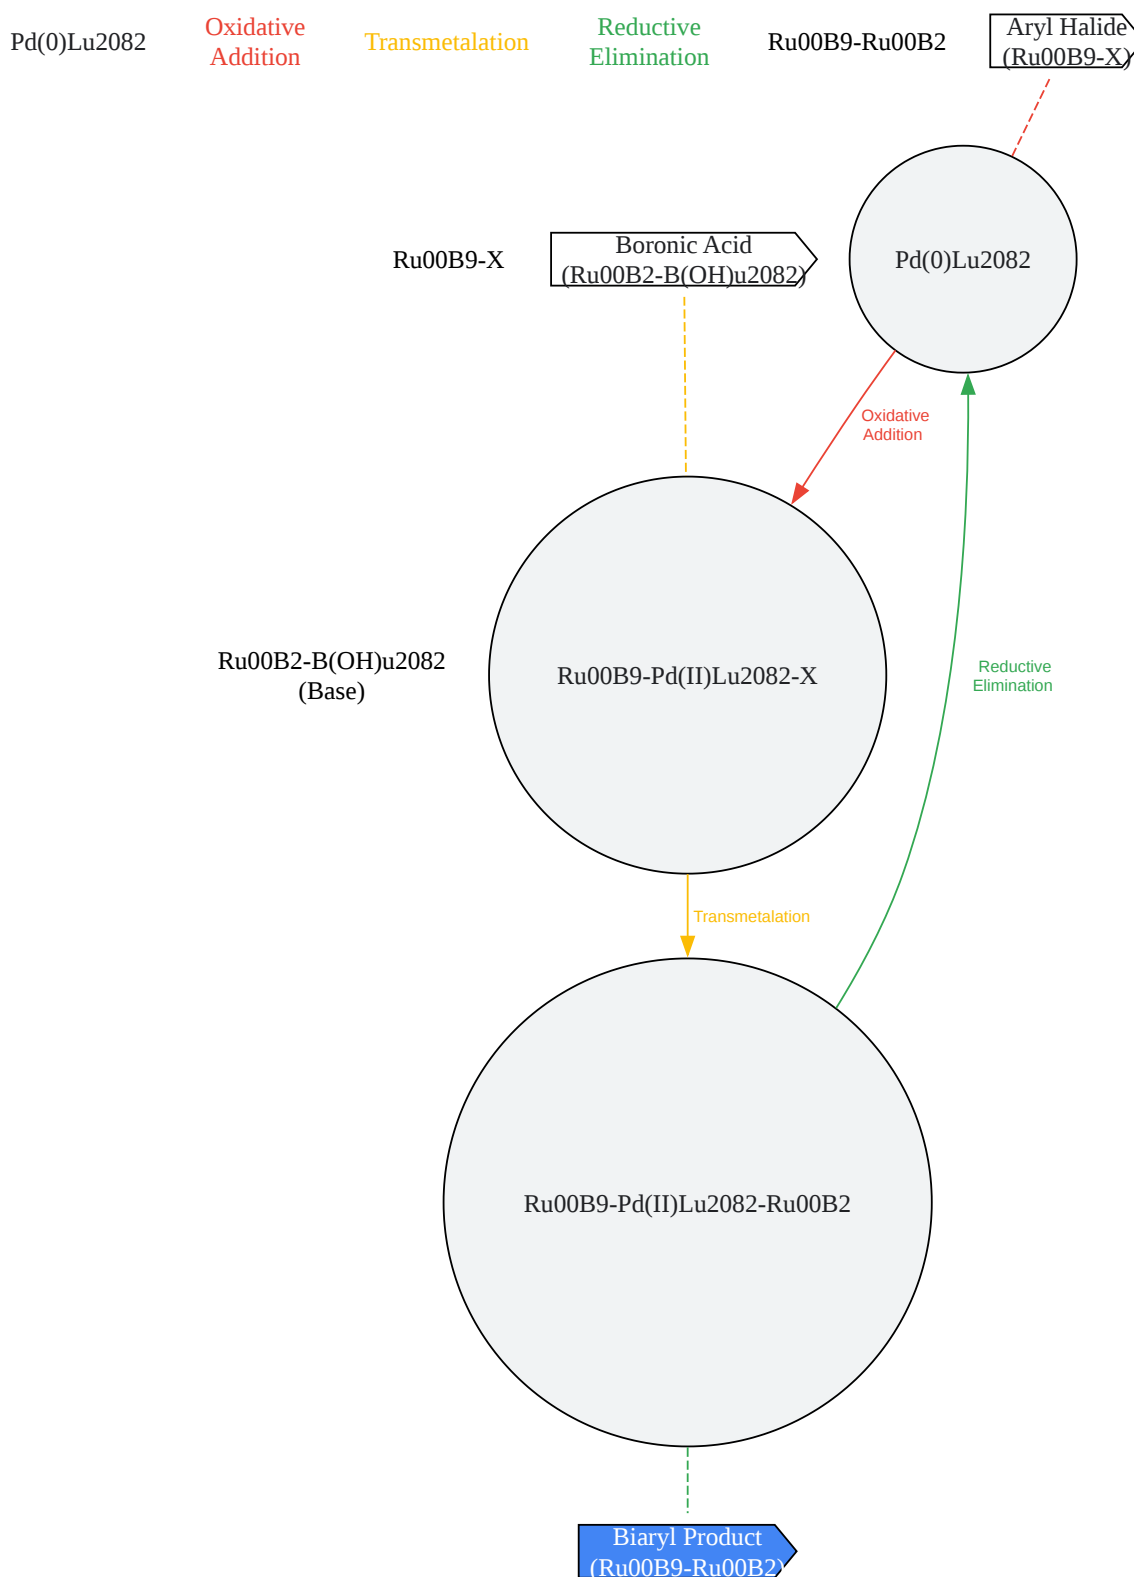 Pd(0)Lu2082
Oxidative
Addition
Transmetalation
Reductive
Elimination
Ru00B9-Ru00B2
Aryl Halide
(Ru00B9-X)
Ru00B9-X
Boronic Acid
(Ru00B2-B(OH)u2082)
Pd(0)Lu2082
Oxidative
Addition
Ru00B2-B(OH)u2082
(Base)
Ru00B9-Pd(II)Lu2082-X
Reductive
Elimination
Transmetalation
Ru00B9-Pd(II)Lu2082-Ru00B2
Biaryl Product
(Ru00B9-Ru00B2)